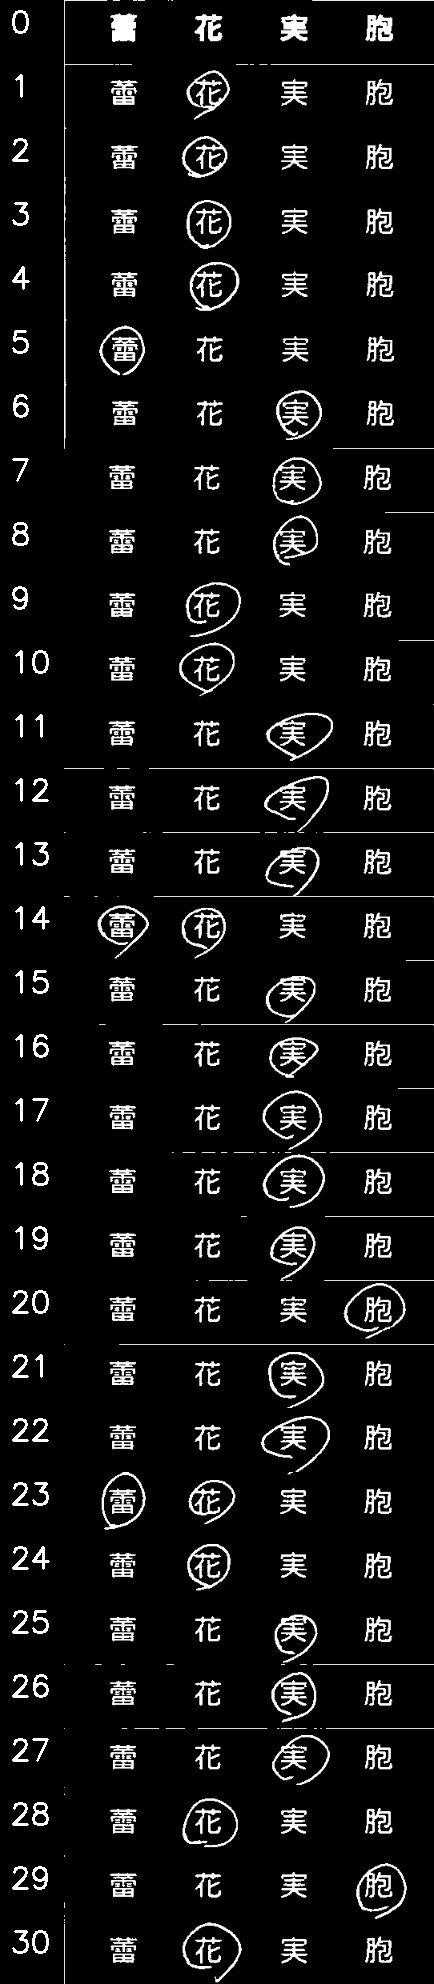 0 蕾 花 実 胞
1 蕾 花 実 胞
2 蕾 花 実 胞
3 蕾 花 実 胞
4 蕾 花 実 胞
5 蕾 花 実 胞
6 蕾 花 実 胞
7 蕾 花 実 胞
8 蕾 花 実 胞
9 蕾 花 実 胞
10 蕾 花 実 胞
11 蕾 花 実 胞
12 蕾 花 実 胞
13 蕾 花 実 胞
14 蕾 花 実 胞
15 蕾 花 実 胞
16 蕾 花 実 胞
17 蕾 花 実 胞
18 蕾 花 実 胞
19 蕾 花 実 胞
20 蕾 花 実 胞
21 蕾 花 実 胞
22 蕾 花 実 胞
23 蕾 花 実 胞
24 蕾 花 実 胞
25 蕾 花 実 胞
26 蕾 花 実 胞
27 蕾 花 実 胞
28 蕾 花 実 胞
29 蕾 花 実 胞
30 蕾 花 実 胞